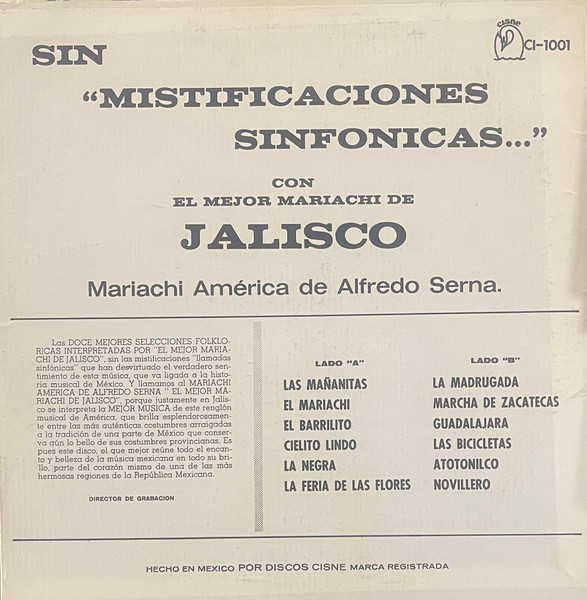 cisne
CI-1001
SIN
“MISTIFICACIONES
SINFONICAS...”
CON
EL MEJOR MARIACHI DE
JALISCO
Mariachi América de Alfredo Serna.
Las DOCE MEJORES SELECCIONES FOLKLO-
RICAS INTERPRETADAS POR "EL MEJOR MARIA-
CHI DE JALISCO", sin las mistificaciones "llamadas
sinfónicas" que han desvirtuado el verdadero sen-
timiento de esta música, que va ligada a la histo-
ria musical de México. Y llamamos al MARIACHI
AMERICA DE ALFREDO SERNA " EL MEJOR MA-
RIACHI DE JALISCO", porque justamente en Jalis-
co se interpreta la MEJOR MUSICA de este renglón
musical de América, que brilla esplendorosamen-
te entre las más auténticas costumbres arraigadas
a la tradición de una parte de México que conser-
va aún lo bello de sus costumbres provincianas. Es
pues este disco, el que mejor reúne todo el encan-
to y belleza de la música mexicana en todo su bri-
llo, parte del corazón mismo de una de las más
hermosas regiones de la República Mexicana.
DIRECTOR DE GRABACION
LADO "A"
LAS MAÑANITAS
EL MARIACHI
EL BARRILITO
CIELITO LINDO
LA NEGRA
LA FERIA DE LAS FLORES
LADO "B"
LA MADRUGADA
MARCHA DE ZACATECAS
GUADALAJARA
LAS BICICLETAS
ATOTONILCO
NOVILLERO
HECHO EN MEXICO POR DISCOS CISNE MARCA REGISTRADA